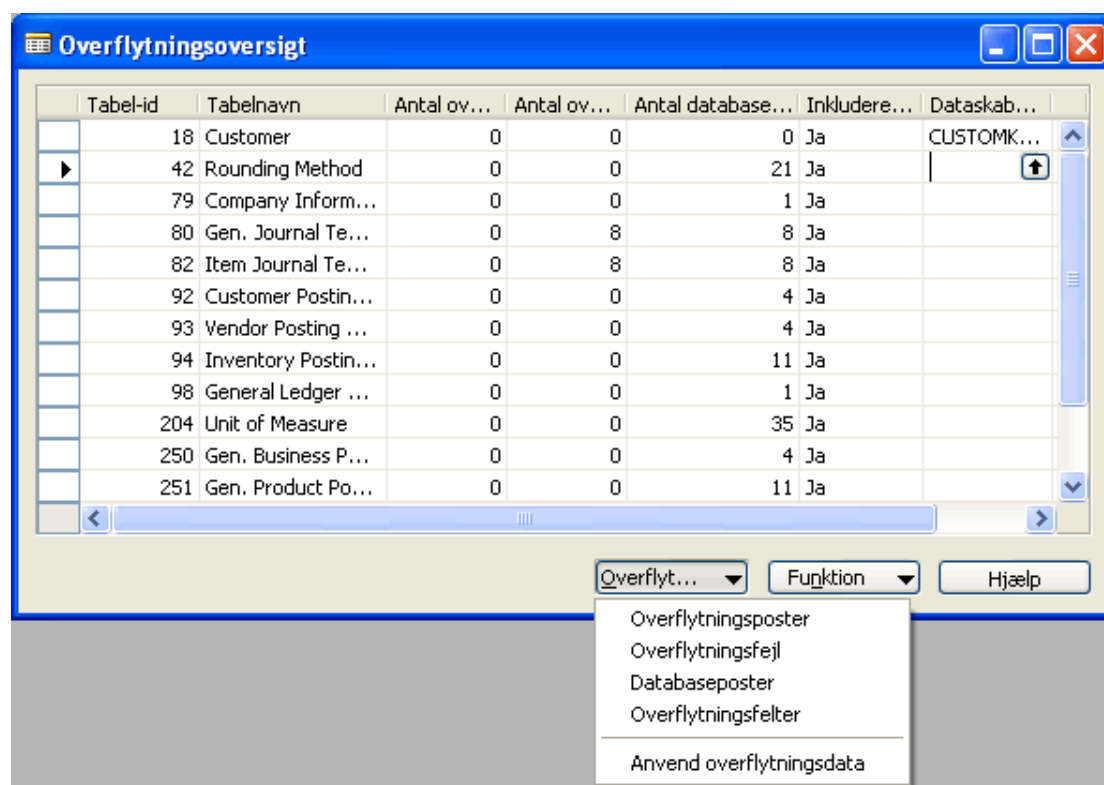 Overflytningsoversigt
Tabel-id Tabelnavn Antal ov... Antal ov... Antal database... Inkludere... Dataskab...
18 Customer 0 0 0 Ja CUSTOMK...
42 Rounding Method 0 0 21 Ja
79 Company Inform... 0 0 1 Ja
80 Gen. Journal Te... 0 8 8 Ja
82 Item Journal Te... 0 8 8 Ja
92 Customer Postin... 0 0 4 Ja
93 Vendor Posting ... 0 0 4 Ja
94 Inventory Postin... 0 0 11 Ja
98 General Ledger ... 0 0 1 Ja
204 Unit of Measure 0 0 35 Ja
250 Gen. Business P... 0 0 4 Ja
251 Gen. Product Po... 0 0 11 Ja
Overflyt... Funktion Hjælp
Overflytningsposter
Overflytningsfejl
Databaseposter
Overflytningsfelter
Anvend overflytningsdata